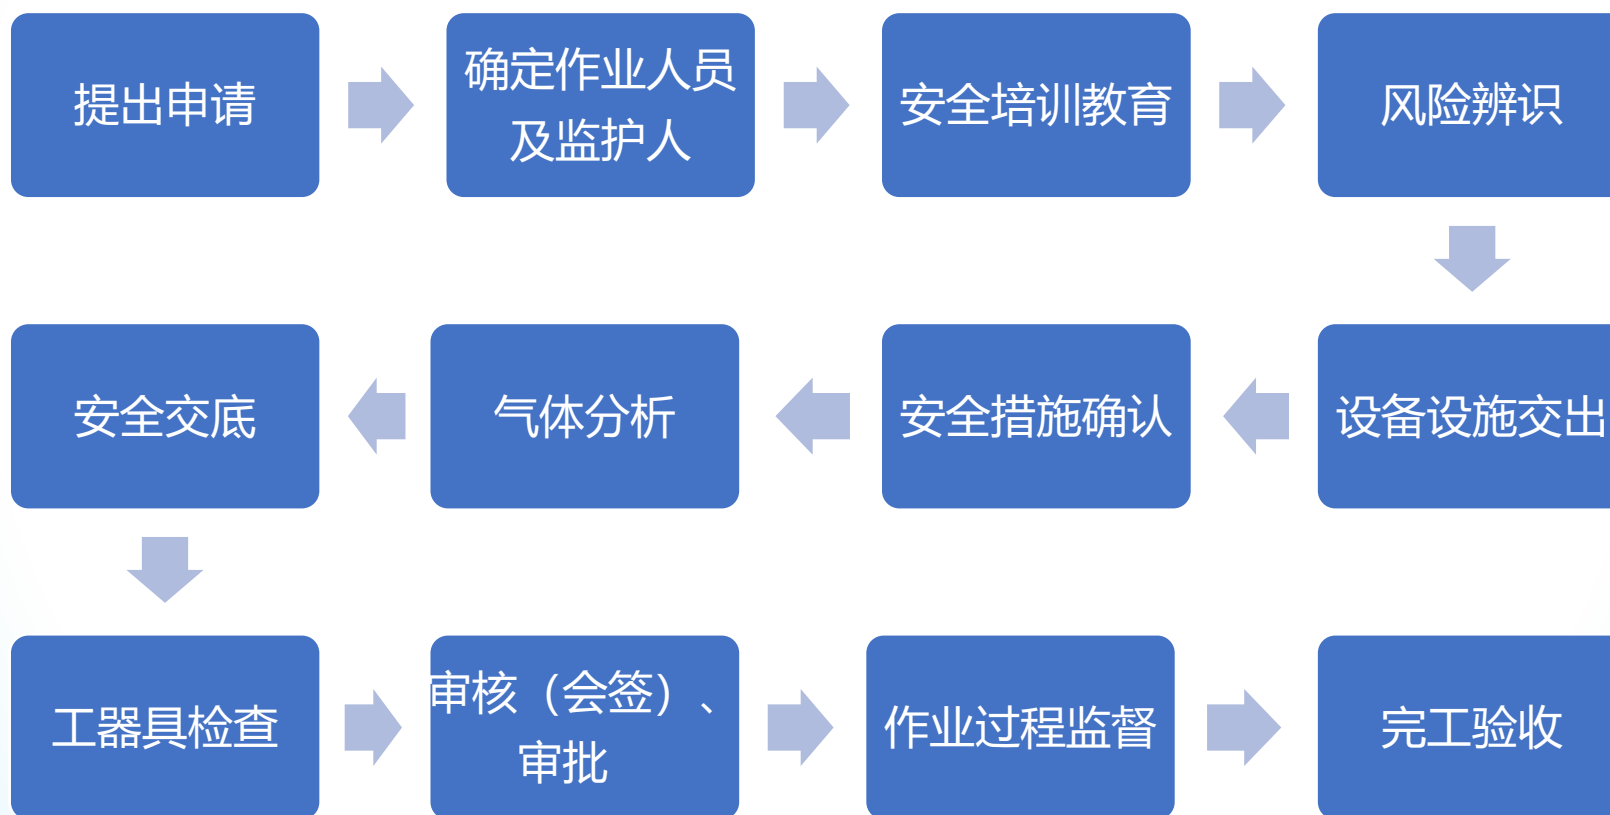 提出申请
确定作业人员
及监护人
安全培训教育
风险辨识
设备设施交出
安全措施确认
气体分析
安全交底
工器具检查
审核（会签）、
审批
作业过程监督
完工验收